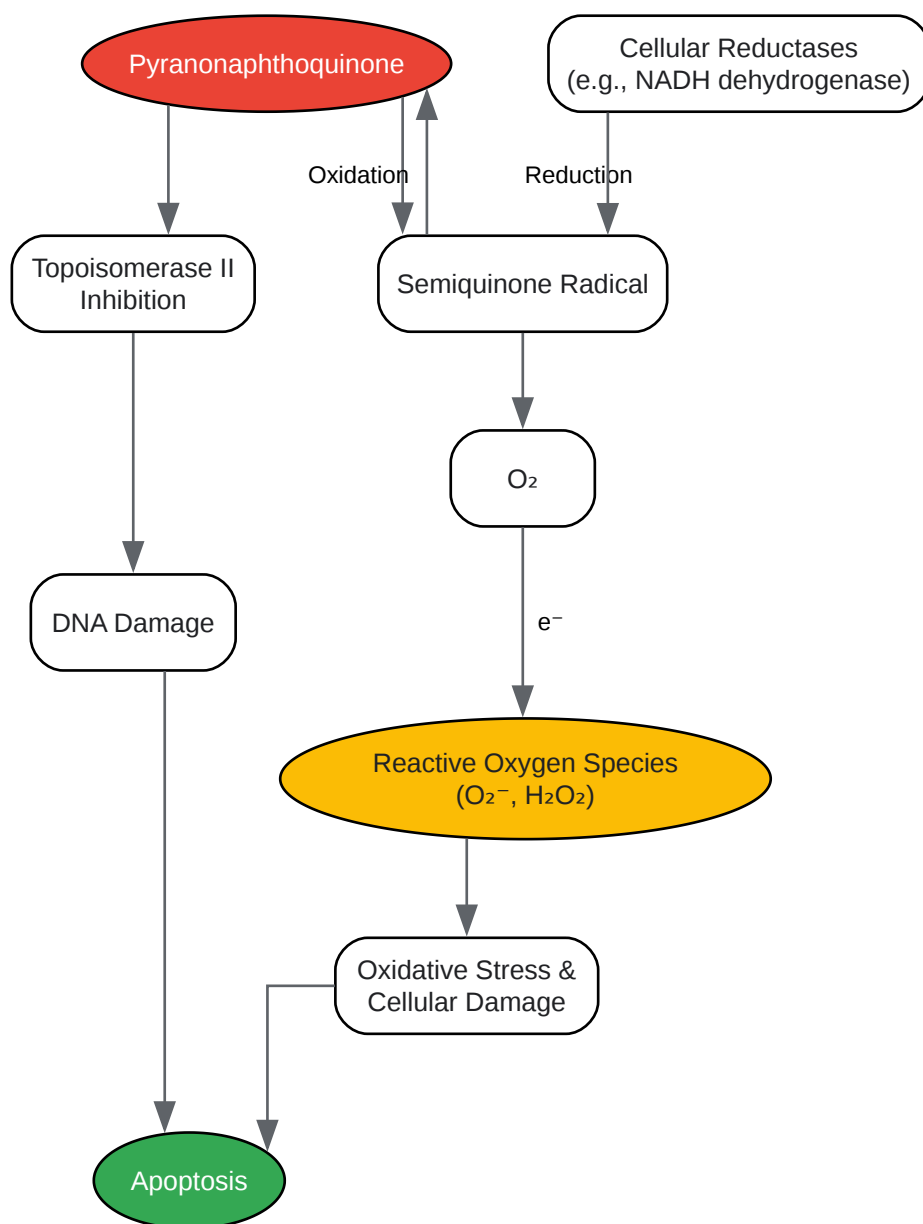 Pyranonaphthoquinone
Cellular Reductases
(e.g., NADH dehydrogenase)
Oxidation
Reduction
Topoisomerase II
Inhibition
Semiquinone Radical
O₂
DNA Damage
e⁻
Reactive Oxygen Species
(O₂⁻, H₂O₂)
Oxidative Stress &
Cellular Damage
Apoptosis